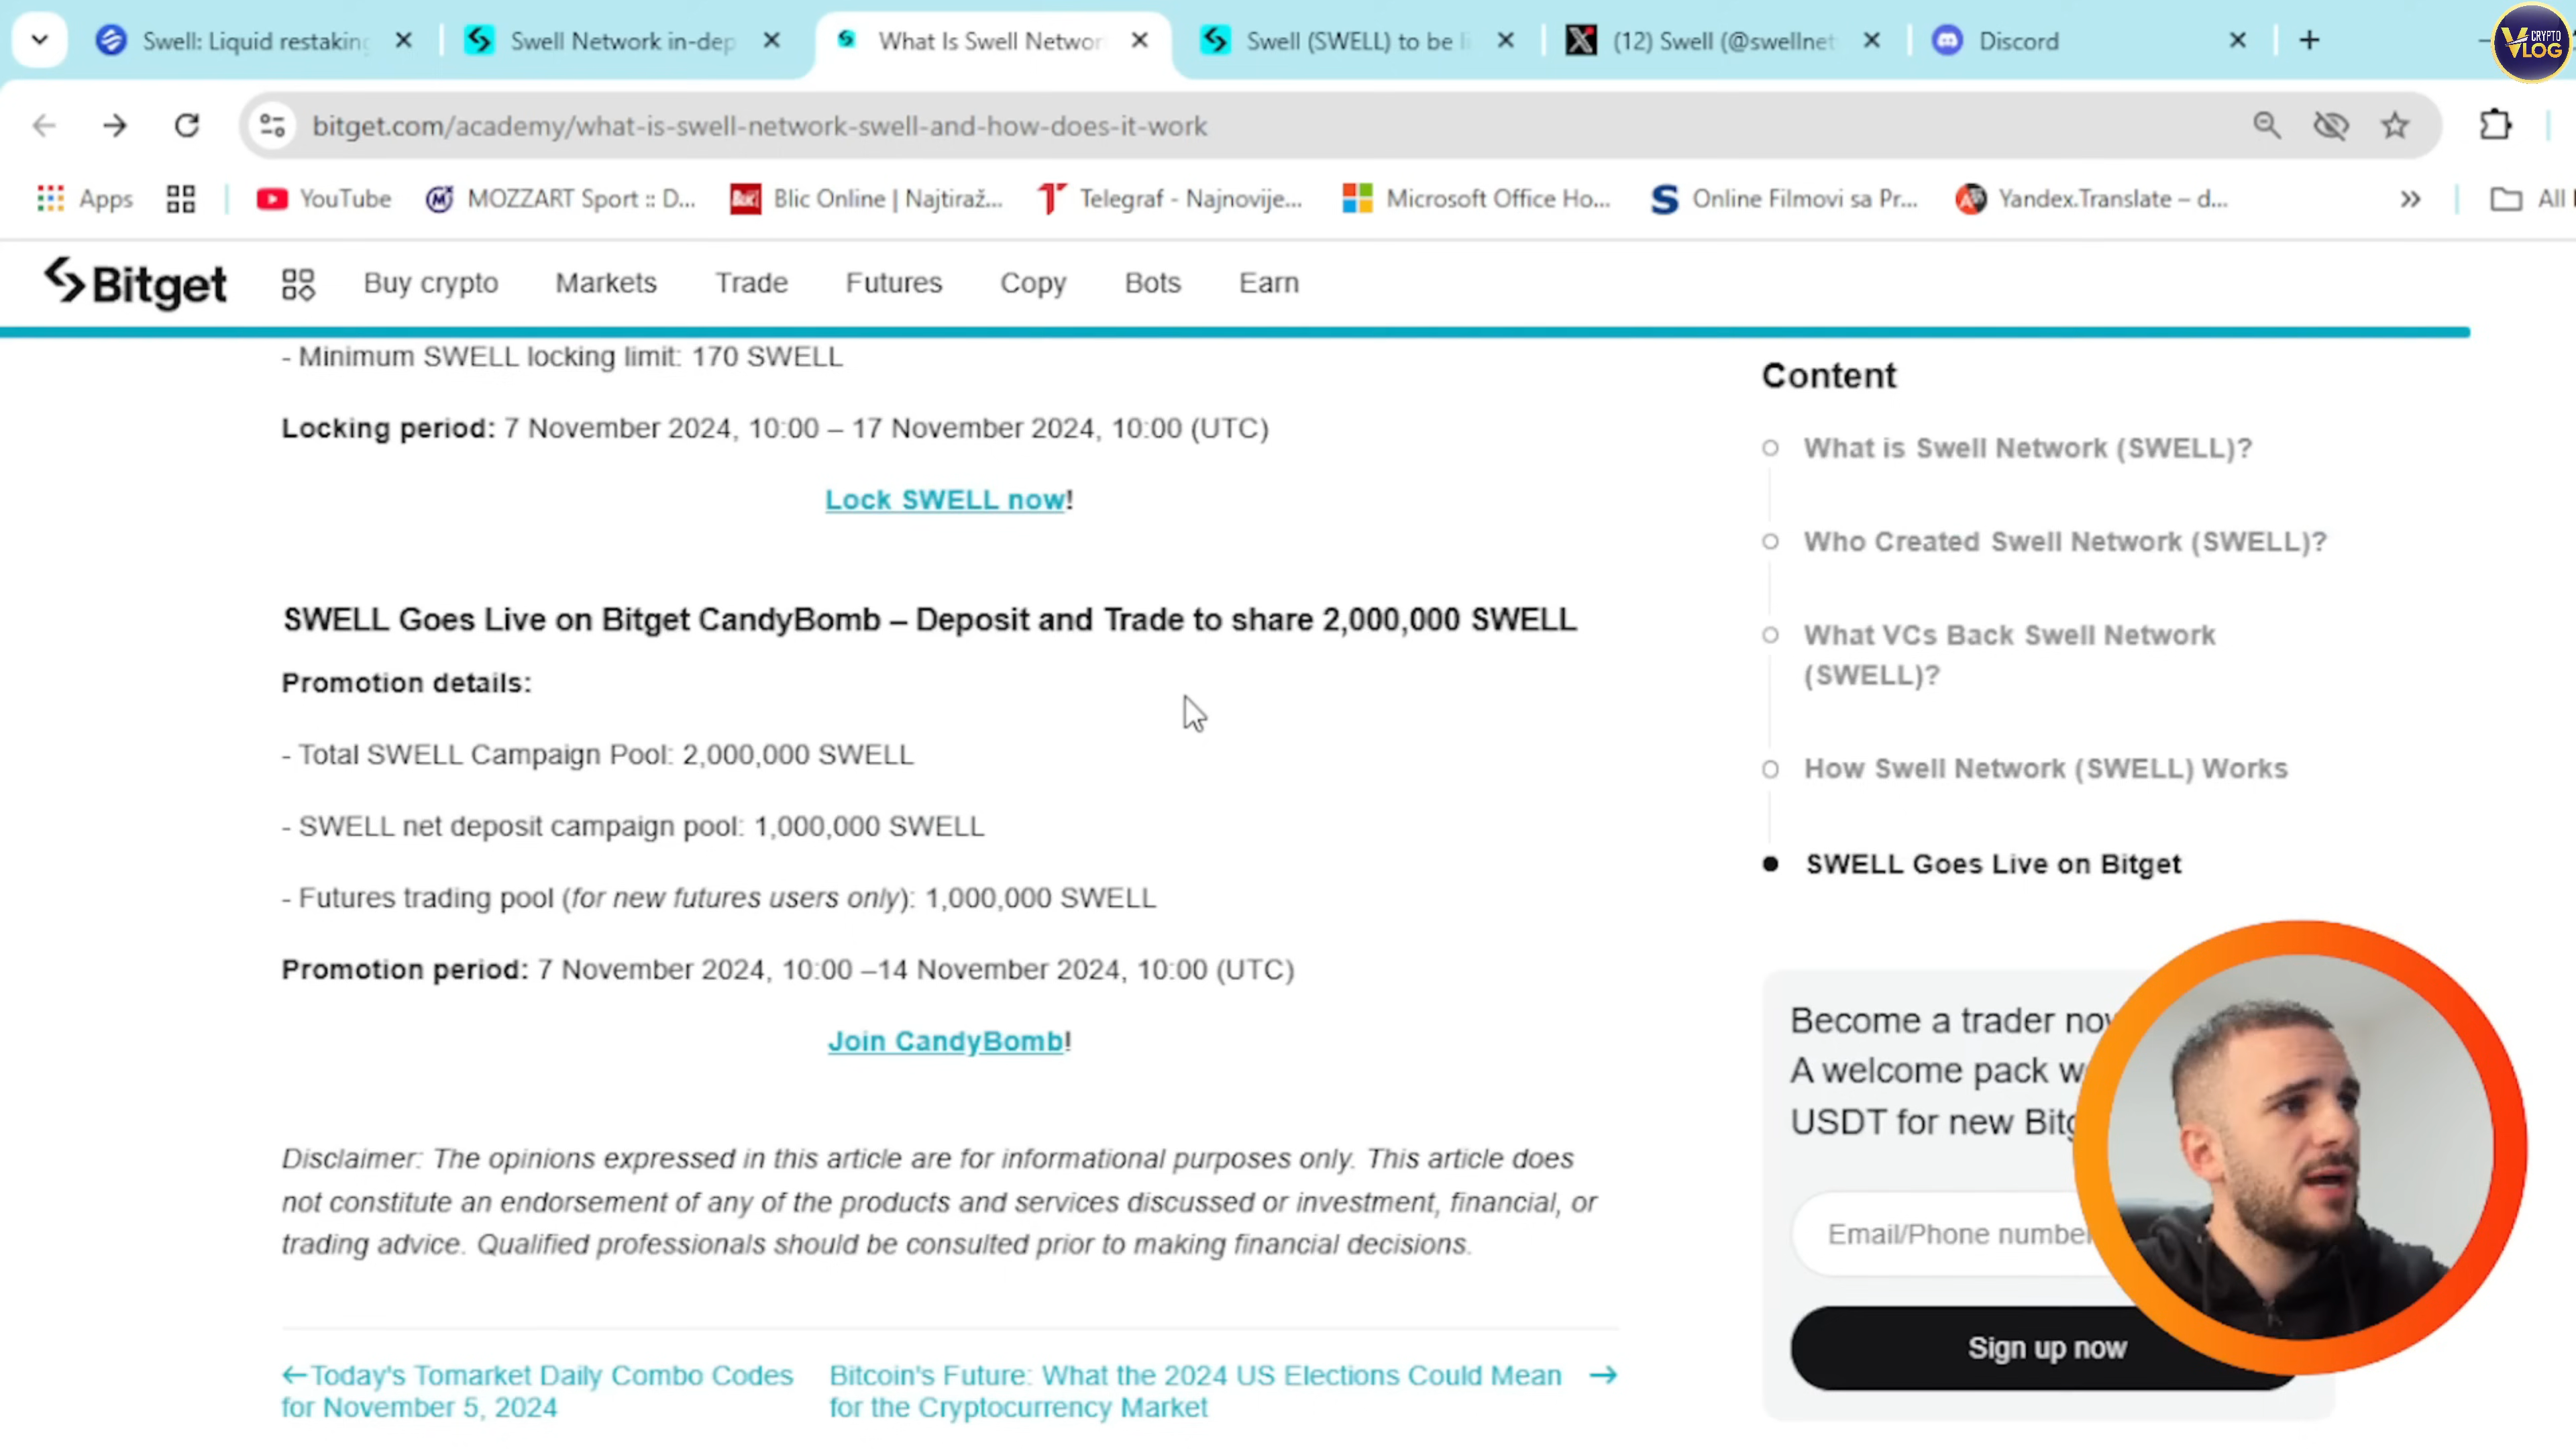 Swell: Liquid restaking
Swell Network in-dep
What Is Swell Networ
Swell (SWELL) to be li
(12) Swell (@swellnet
Discord
CRYPTO
VLOG
bitget.com/academy/what-is-swell-network-swell-and-how-does-it-work
Apps
YouTube
MOZZART Sport :: D...
Blic Online | Najtiraž...
Telegraf - Najnovije...
Microsoft Office Ho...
Online Filmovi sa Pr...
Yandex.Translate – d...
All
Bitget
Buy crypto
Markets
Trade
Futures
Copy
Bots
Earn
- Minimum SWELL locking limit: 170 SWELL
Locking period: 7 November 2024, 10:00 – 17 November 2024, 10:00 (UTC)
Lock SWELL now!
SWELL Goes Live on Bitget CandyBomb – Deposit and Trade to share 2,000,000 SWELL
Promotion details:
- Total SWELL Campaign Pool: 2,000,000 SWELL
- SWELL net deposit campaign pool: 1,000,000 SWELL
- Futures trading pool (for new futures users only): 1,000,000 SWELL
Promotion period: 7 November 2024, 10:00 –14 November 2024, 10:00 (UTC)
Join CandyBomb!
Disclaimer: The opinions expressed in this article are for informational purposes only. This article does
not constitute an endorsement of any of the products and services discussed or investment, financial, or
trading advice. Qualified professionals should be consulted prior to making financial decisions.
←Today's Tomarket Daily Combo Codes
for November 5, 2024
Bitcoin's Future: What the 2024 US Elections Could Mean →
for the Cryptocurrency Market
Content
What is Swell Network (SWELL)?
Who Created Swell Network (SWELL)?
What VCs Back Swell Network
(SWELL)?
How Swell Network (SWELL) Works
SWELL Goes Live on Bitget
Become a trader now
A welcome pack w
USDT for new Bitg
Email/Phone number
Sign up now